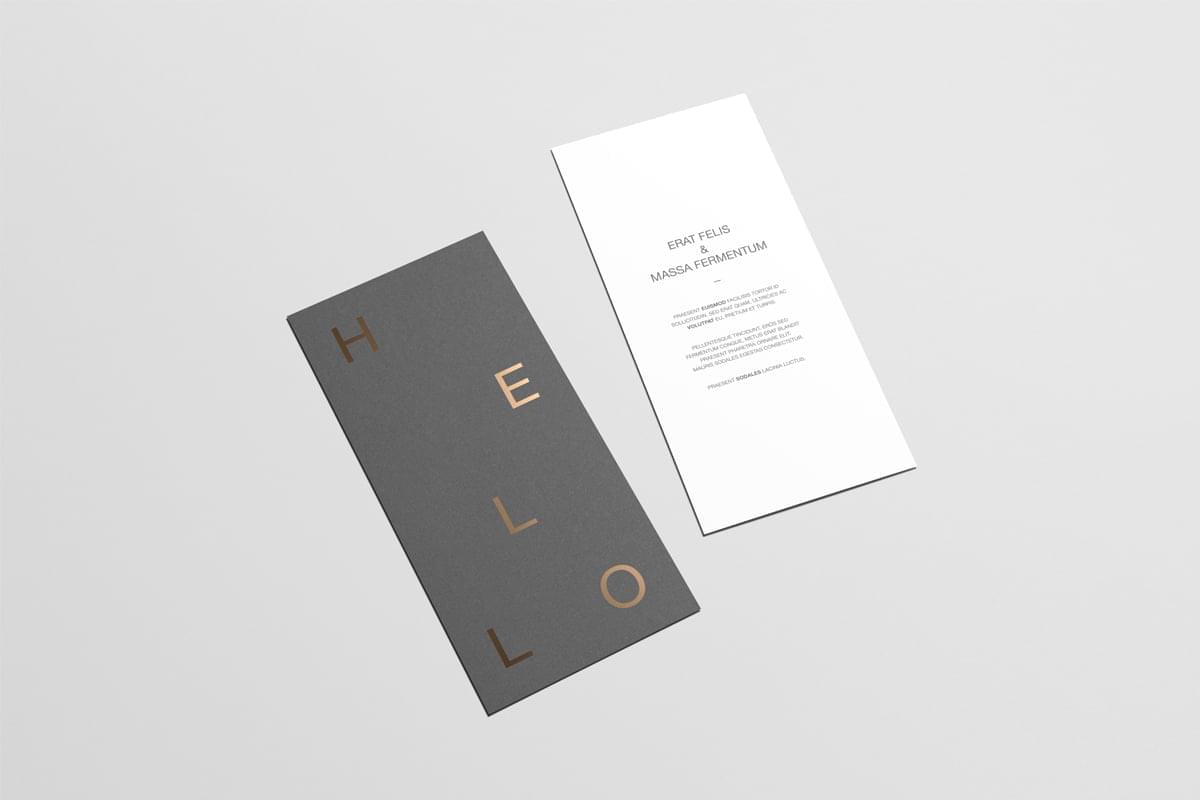 H
E
L
L O
ERAT FELIS
&
MASSA FERMENTUM
—
PRAESENT EUISMOD FACILISIS TORTOR ID
SOLLICITUDIN. SED ERAT QUAM, ULTRICIES AC
VOLUTPAT EU, PRETIUM ET TURPIS.
PELLENTESQUE TINCIDUNT, EROS SED
FERMENTUM CONGUE, METUS ERAT BLANDIT
PRAESENT PHARETRA ORNARE ELIT.
MAURIS SODALES EGESTAS CONSECTETUR.
PRAESENT SODALES LACINIA LUCTUS.